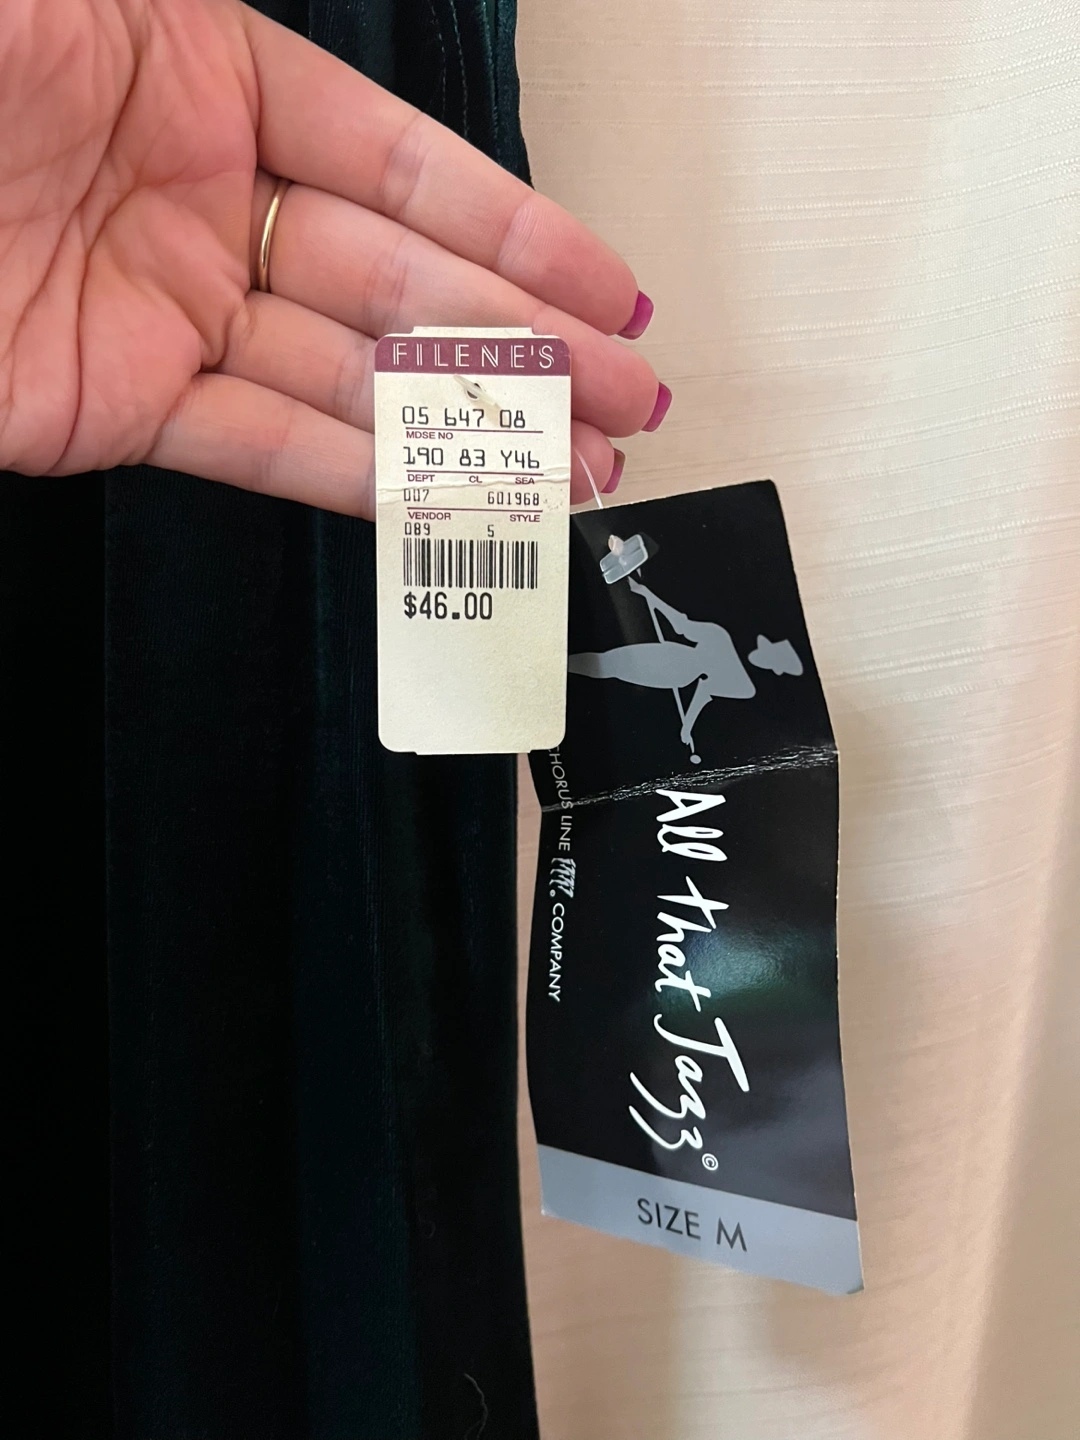 FILENE'S
05 647 08
MDSE NO
190 83 Y46
DEPT CL SEA
007 601968
VENDOR STYLE
089 5
$46.00
All that Jazz©
CHORUS LINE COMPANY
SIZE M